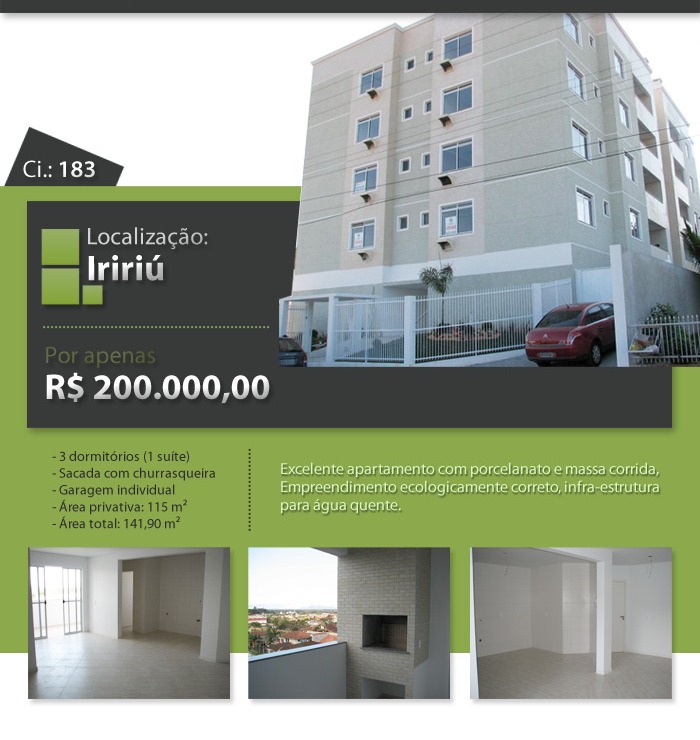 Ci.: 183
Localização:
Iririú
Por apenas
R$ 200.000,00
- 3 dormitórios (1 suíte)
- Sacada com churrasqueira
- Garagem individual
- Área privativa: 115 m²
- Área total: 141,90 m²
Excelente apartamento com porcelanato e massa corrida,
Empreendimento ecologicamente correto, infra-estrutura
para água quente.